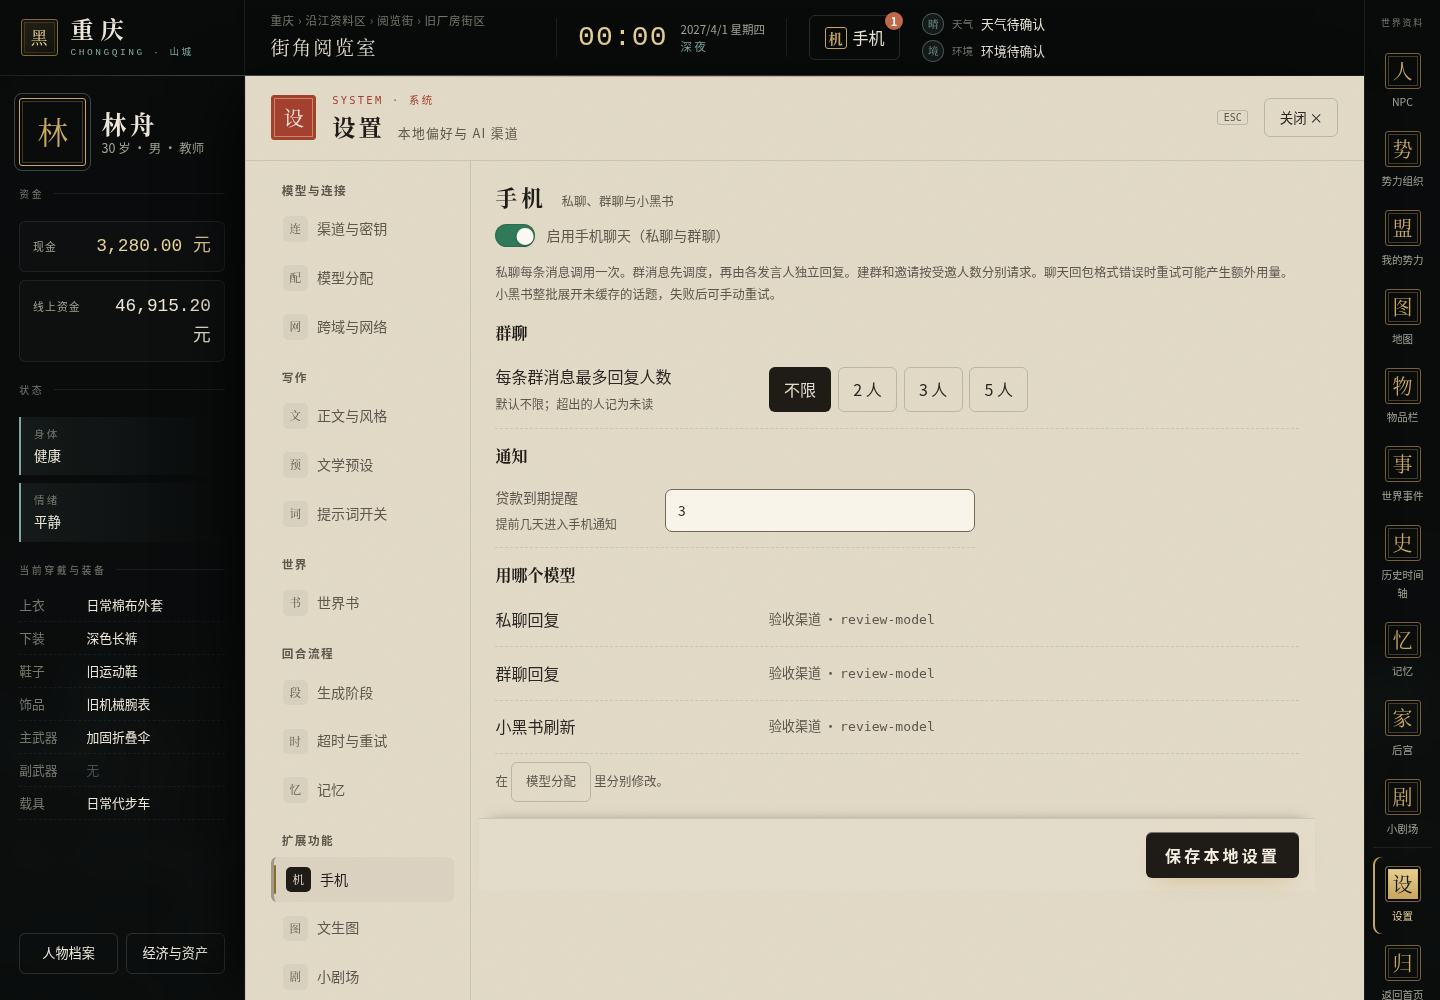 黑
重庆
CHONGQING · 山城
重庆 › 沿江资料区 › 阅览街 › 旧厂房街区
街角阅览室
00:00
2027/4/1 星期四
深夜
机 手机
1
晴 天气 天气待确认
境 环境 环境待确认
林
林舟
30 岁 • 男 • 教师
资金
现金 3,280.00 元
线上资金 46,915.20 元
状态
身体
健康
情绪
平静
当前穿戴与装备
上衣 日常棉布外套
下装 深色长裤
鞋子 旧运动鞋
饰品 旧机械腕表
主武器 加固折叠伞
副武器 无
载具 日常代步车
人物档案
经济与资产
设
SYSTEM · 系统
设置 本地偏好与 AI 渠道
ESC
关闭 ×
模型与连接
连 渠道与密钥
配 模型分配
网 跨域与网络
写作
文 正文与风格
预 文学预设
词 提示词开关
世界
书 世界书
回合流程
段 生成阶段
时 超时与重试
忆 记忆
扩展功能
机 手机
图 文生图
剧 小剧场
手机 私聊、群聊与小黑书
启用手机聊天（私聊与群聊）
私聊每条消息调用一次。群消息先调度，再由各发言人独立回复。建群和邀请按受邀人数分别请求。聊天回包格式错误时重试可能产生额外用量。
小黑书整批展开未缓存的话题，失败后可手动重试。
群聊
每条群消息最多回复人数
默认不限；超出的人记为未读
不限
2 人
3 人
5 人
通知
贷款到期提醒
提前几天进入手机通知
3
用哪个模型
私聊回复 验收渠道 • review-model
群聊回复 验收渠道 • review-model
小黑书刷新 验收渠道 • review-model
在 模型分配 里分别修改。
保存本地设置
世界资料
人
NPC
势
势力组织
盟
我的势力
图
地图
物
物品栏
事
世界事件
史
历史时间轴
忆
记忆
家
后宫
剧
小剧场
设
设置
归
返回首页